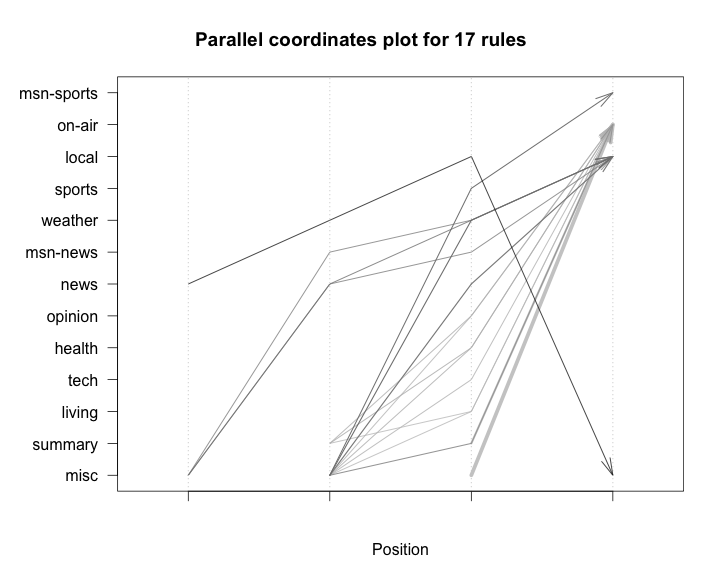 Parallel coordinates plot for 17 rules
msn-sports
on-air
local
sports
weather
msn-news
news
opinion
health
tech
living
summary
misc
Position